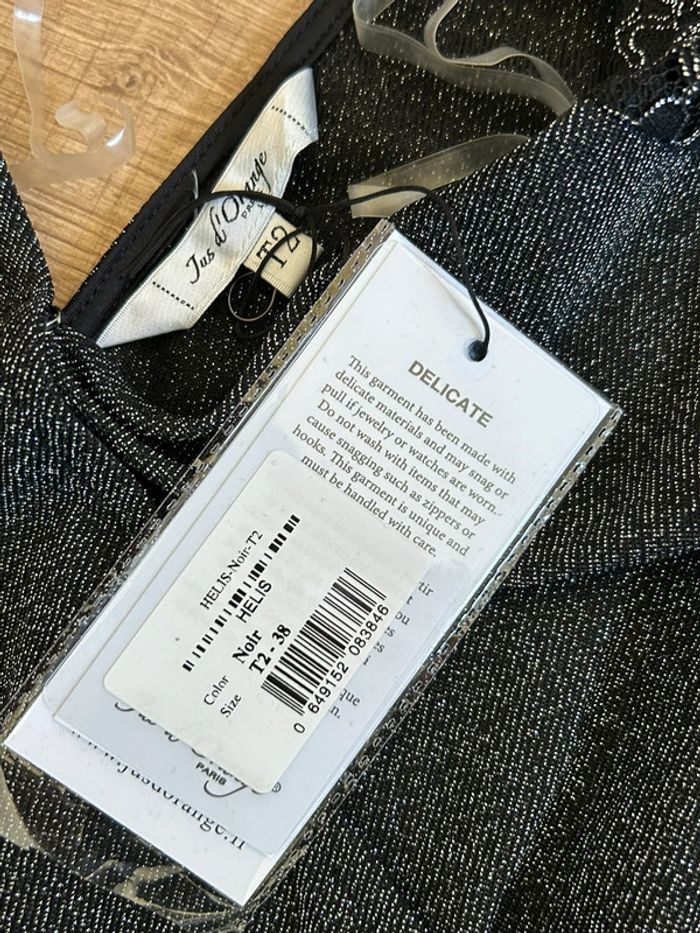 Jus d'Orange
PARIS
T2
DELICATE
This garment has been made with
delicate materials and may snag or
pull if jewelry or watches are worn.
Do not wash with items that may
cause snagging such as zippers or
hooks. This garment is unique and
must be handled with care.
HELIS-Noir-T2
HELIS
Color Noir
Size T2 - 38
0 649152 083846
PARIS
www.jusdorange.fr